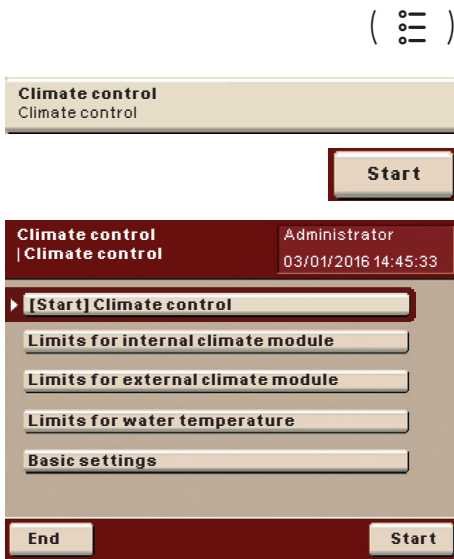 ( )
Climate control
Climate control
Start
Climate control
|Climate control
Administrator
03/01/2016 14:45:33
[Start] Climate control
Limits for internal climate module
Limits for external climate module
Limits for water temperature
Basic settings
End
Start